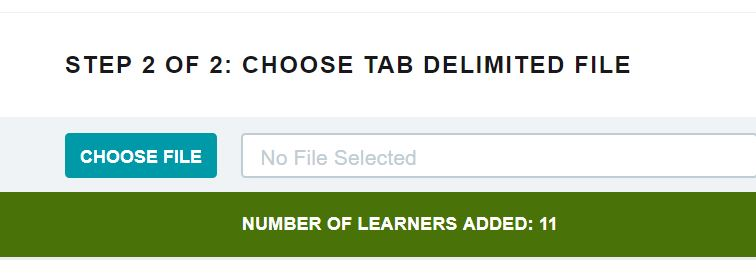 STEP 2 OF 2: CHOOSE TAB DELIMITED FILE
CHOOSE FILE
No File Selected
NUMBER OF LEARNERS ADDED: 11